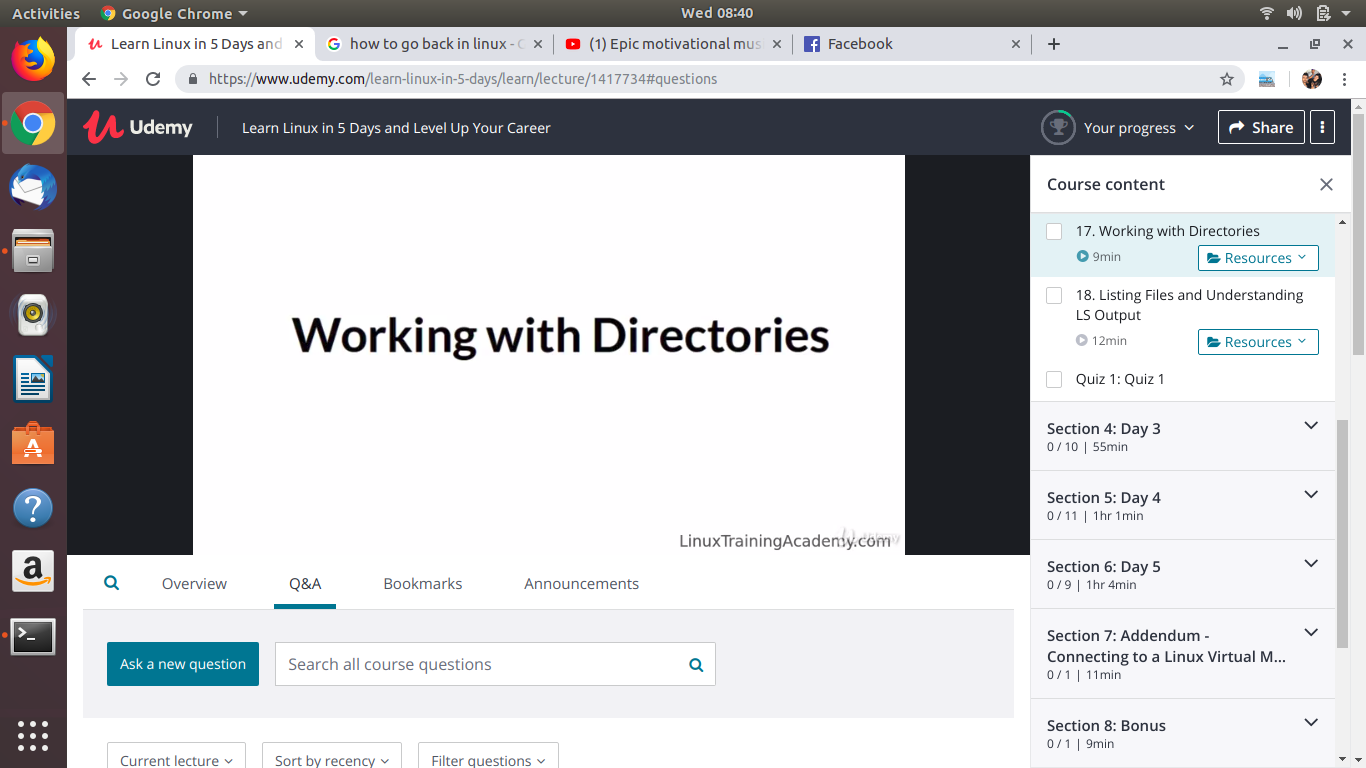 Activities Google Chrome Wed 08:40
Learn Linux in 5 Days and how to go back in linux - (1) Epic motivational mus Facebook
https://www.udemy.com/learn-linux-in-5-days/learn/lecture/1417734#questions
Udemy Learn Linux in 5 Days and Level Up Your Career Your progress Share
Course content
17. Working with Directories
9min Resources
18. Listing Files and Understanding
LS Output
12min Resources
Quiz 1: Quiz 1
Section 4: Day 3
0 / 10 | 55min
Section 5: Day 4
0 / 11 | 1hr 1min
Section 6: Day 5
0 / 9 | 1hr 4min
Section 7: Addendum -
Connecting to a Linux Virtual M...
0 / 1 | 11min
Section 8: Bonus
0 / 1 | 9min
Working with Directories
LinuxTrainingAcademy.com
Overview Q&A Bookmarks Announcements
Ask a new question Search all course questions
Current lecture Sort by recency Filter questions